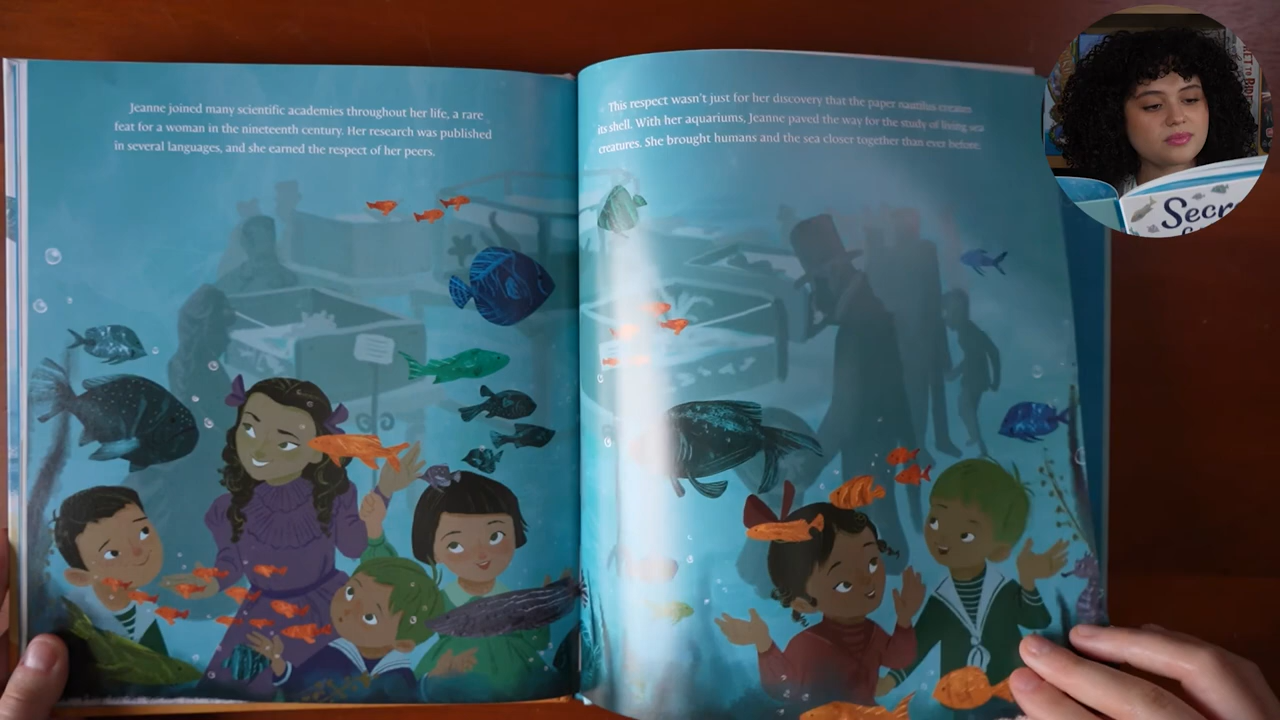 Jeanne joined many scientific academies throughout her life, a rare
feat for a woman in the nineteenth century. Her research was published
in several languages, and she earned the respect of her peers.
This respect wasn't just for her discovery that the paper nautilus creates
its shell. With her aquariums, Jeanne paved the way for the study of living sea
creatures. She brought humans and the sea closer together than ever before.